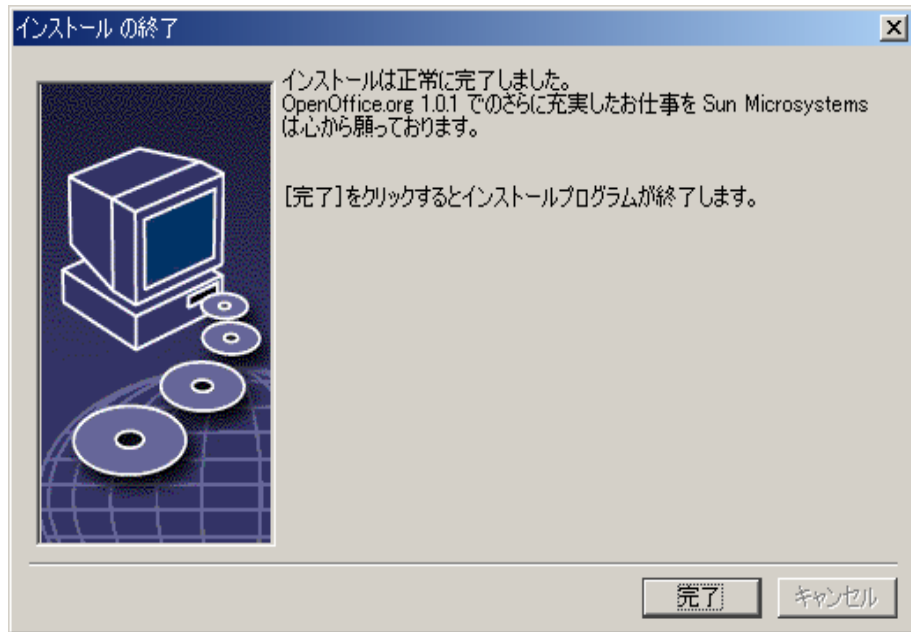 インストール の終了
インストールは正常に完了しました。
OpenOffice.org 1.0.1 でのさらに充実したお仕事を Sun Microsystems
は心から願っております。
[完了]をクリックするとインストールプログラムが終了します。
完了
キャンセル